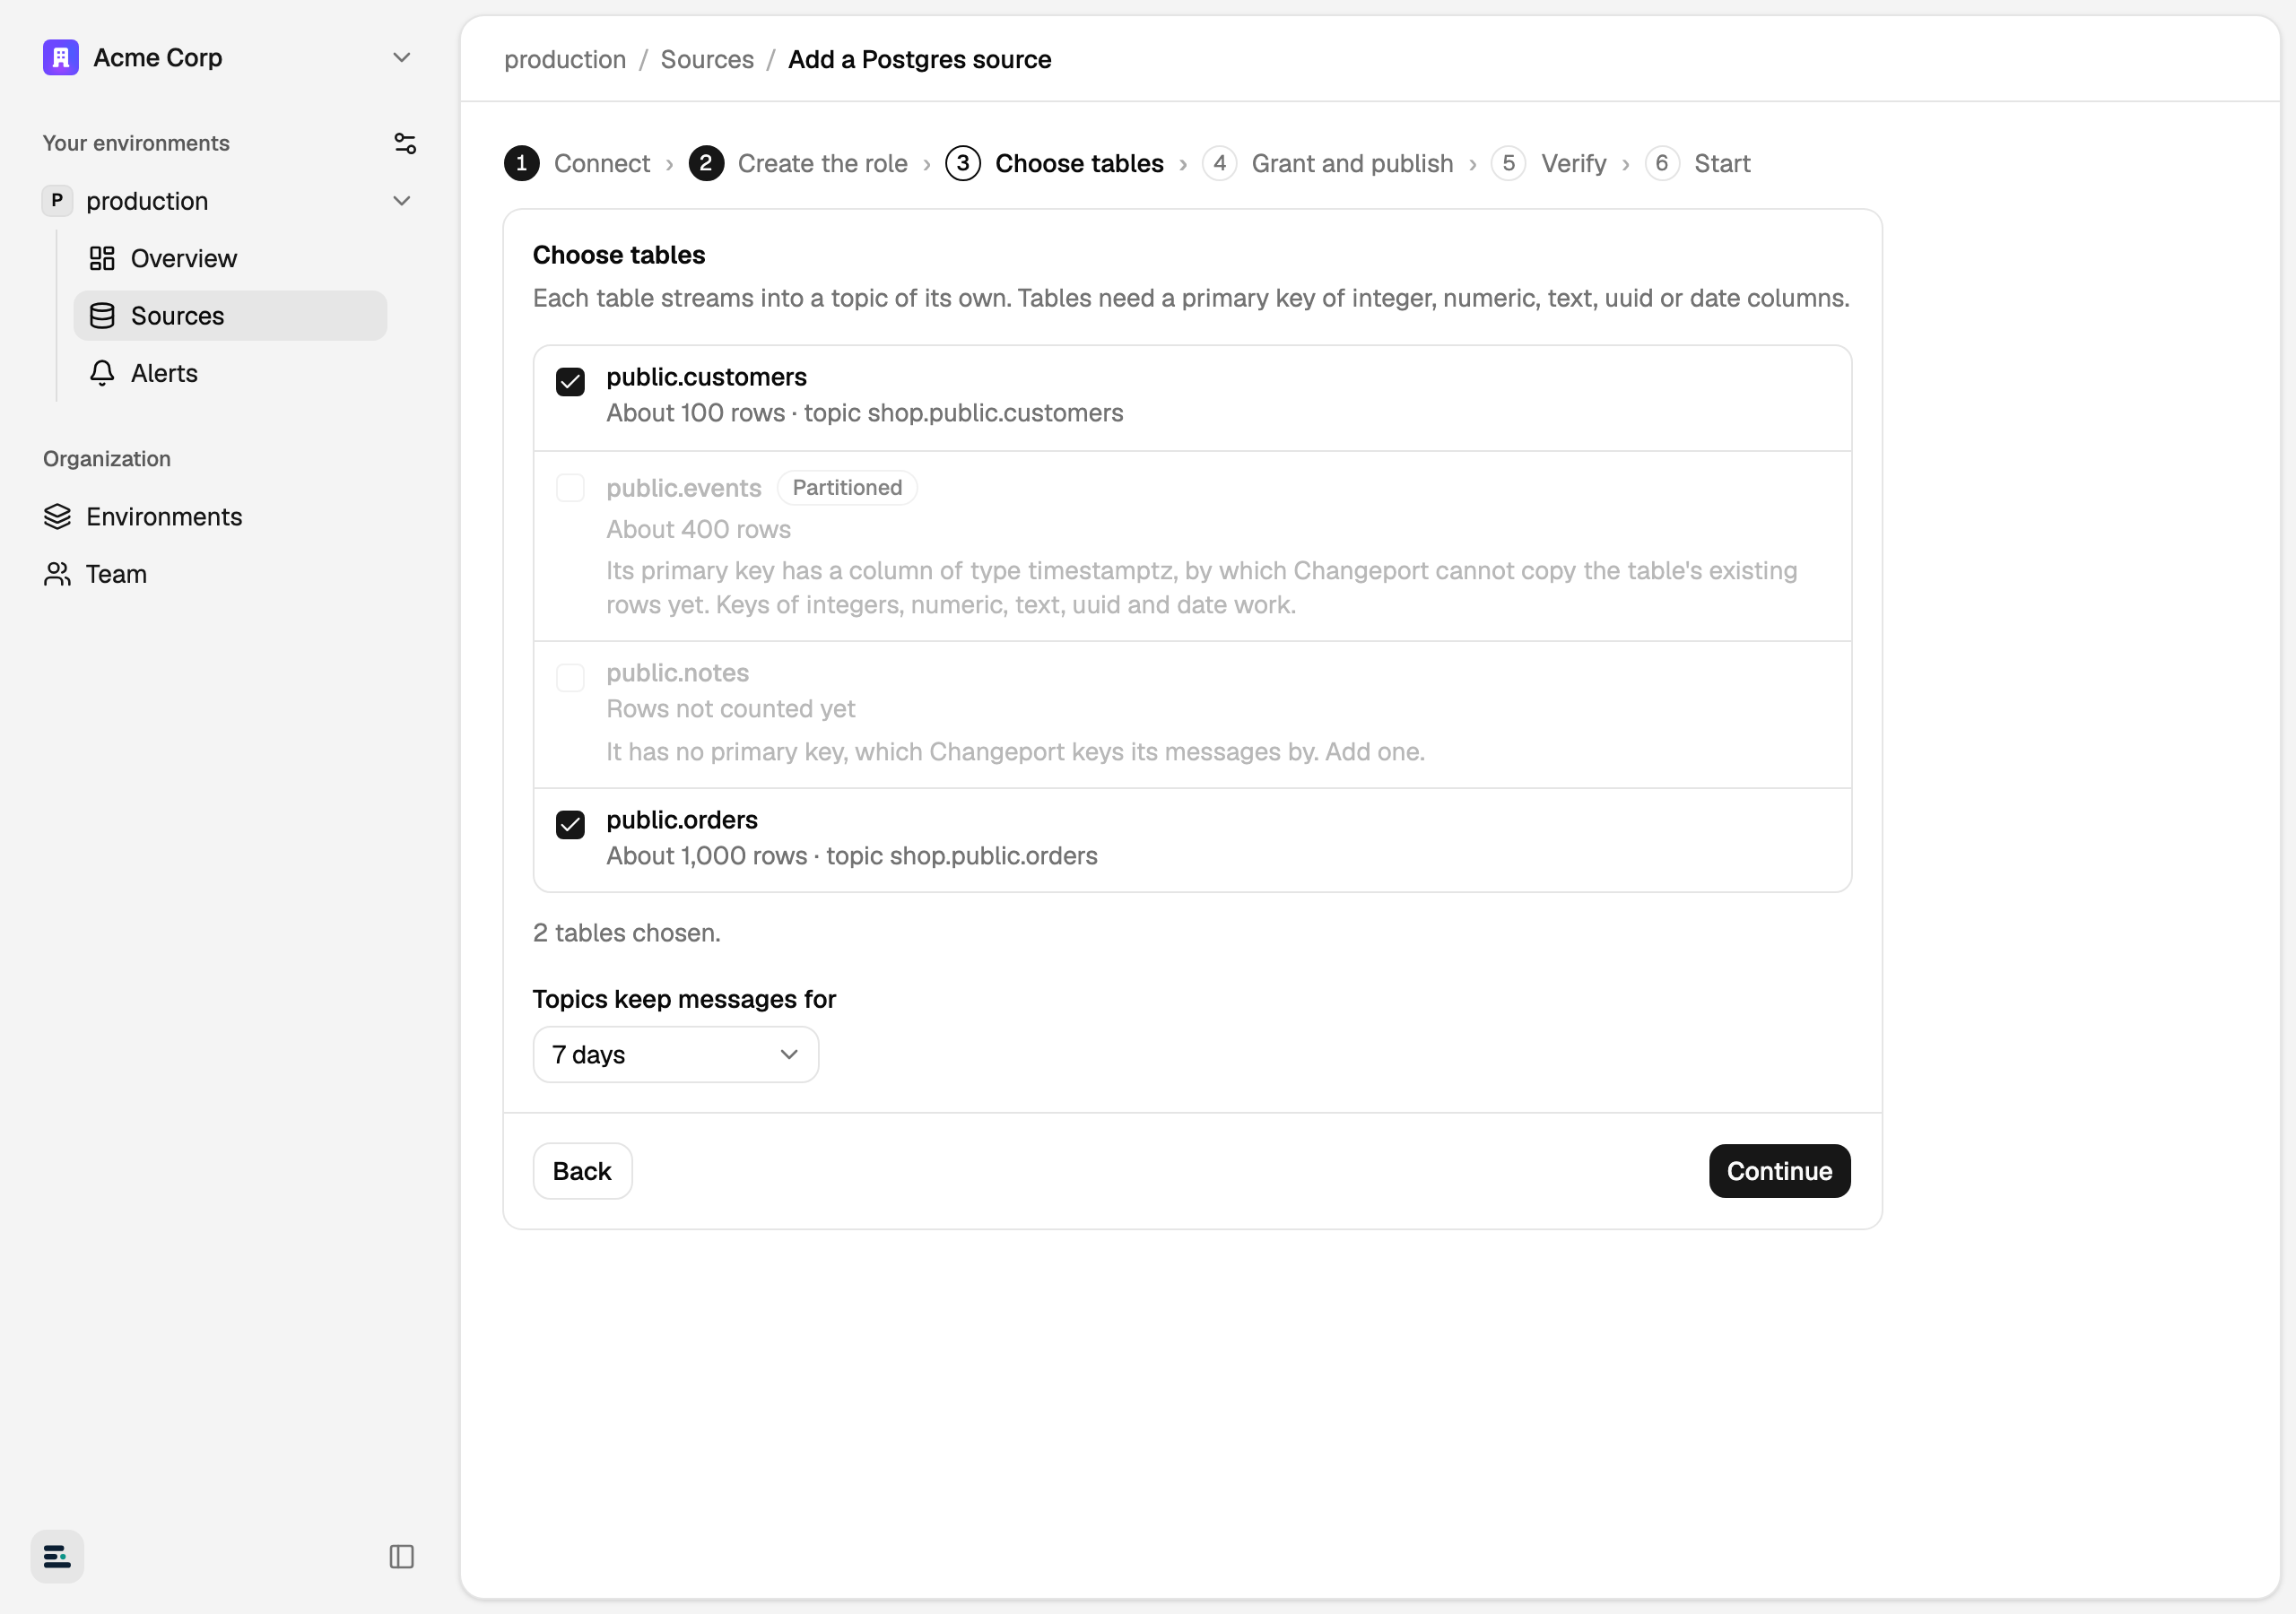 Acme Corp
Your environments
P production
Overview
Sources
Alerts
Organization
Environments
Team
production / Sources / Add a Postgres source
1 Connect › 2 Create the role › 3 Choose tables › 4 Grant and publish › 5 Verify › 6 Start
Choose tables
Each table streams into a topic of its own. Tables need a primary key of integer, numeric, text, uuid or date columns.
public.customers
About 100 rows · topic shop.public.customers
public.events Partitioned
About 400 rows
Its primary key has a column of type timestamptz, by which Changeport cannot copy the table's existing
rows yet. Keys of integers, numeric, text, uuid and date work.
public.notes
Rows not counted yet
It has no primary key, which Changeport keys its messages by. Add one.
public.orders
About 1,000 rows · topic shop.public.orders
2 tables chosen.
Topics keep messages for
7 days
Back
Continue